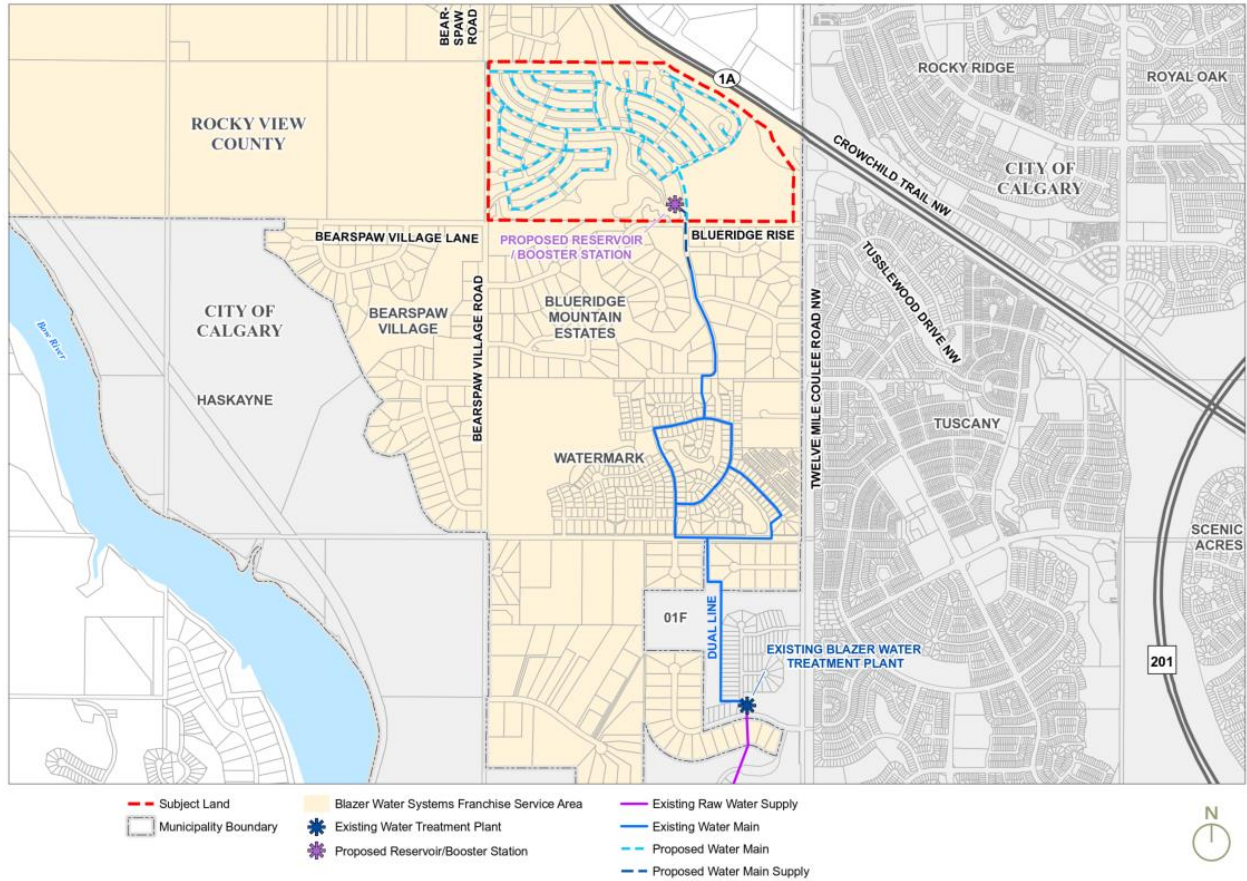 BEAR-
SPAW
ROAD
1A
ROCKY RIDGE
ROYAL OAK
ROCKY VIEW
COUNTY
CROWCHILD TRAIL NW
CITY OF
CALGARY
BEARSPAW VILLAGE LANE
PROPOSED RESERVOIR
/ BOOSTER STATION
BLUERIDGE RISE
TUSSLEWOOD DRIVE NW
BEARSPAW VILLAGE ROAD
CITY OF
CALGARY
BEARSPAW
VILLAGE
BLUERIDGE
MOUNTAIN
ESTATES
Bow River
TWELVE MILE COULEE ROAD NW
HASKAYNE
TUSCANY
WATERMARK
SCENIC
ACRES
01F
DUAL LINE
EXISTING BLAZER WATER
TREATMENT PLANT
201
Subject Land
Municipality Boundary
Blazer Water Systems Franchise Service Area
Existing Water Treatment Plant
Proposed Reservoir/Booster Station
Existing Raw Water Supply
Existing Water Main
Proposed Water Main
Proposed Water Main Supply
N